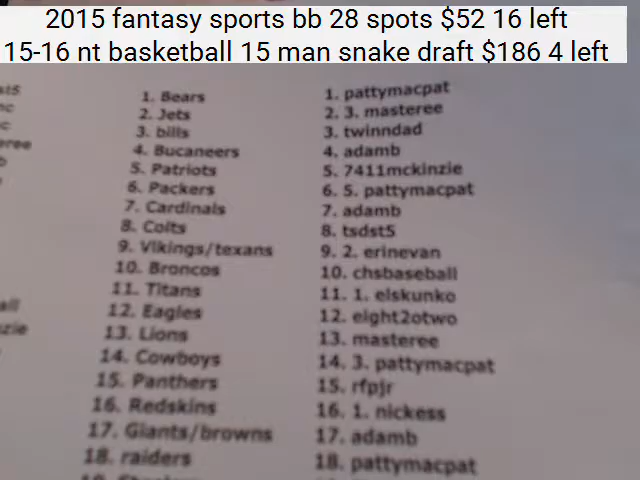 2015 fantasy sports bb 28 spots $52 16 left
15-16 nt basketball 15 man snake draft $186 4 left
1. Bears
2. Jets
3. bills
4. Bucaneers
5. Patriots
6. Packers
7. Cardinals
8. Colts
9. Vikings/texans
10. Broncos
11. Titans
12. Eagles
13. Lions
14. Cowboys
15. Panthers
16. Redskins
17. Giants/browns
18. raiders
1. pattymacpat
2. 3. masteree
3. twinndad
4. adamb
5. 7411mckinzie
6. 5. pattymacpat
7. adamb
8. tsdst5
9. 2. erinevan
10. chsbaseball
11. 1. elskunko
12. eight2otwo
13. masteree
14. 3. pattymacpat
15. rfpjr
16. 1. nickess
17. adamb
18. pattymacpat